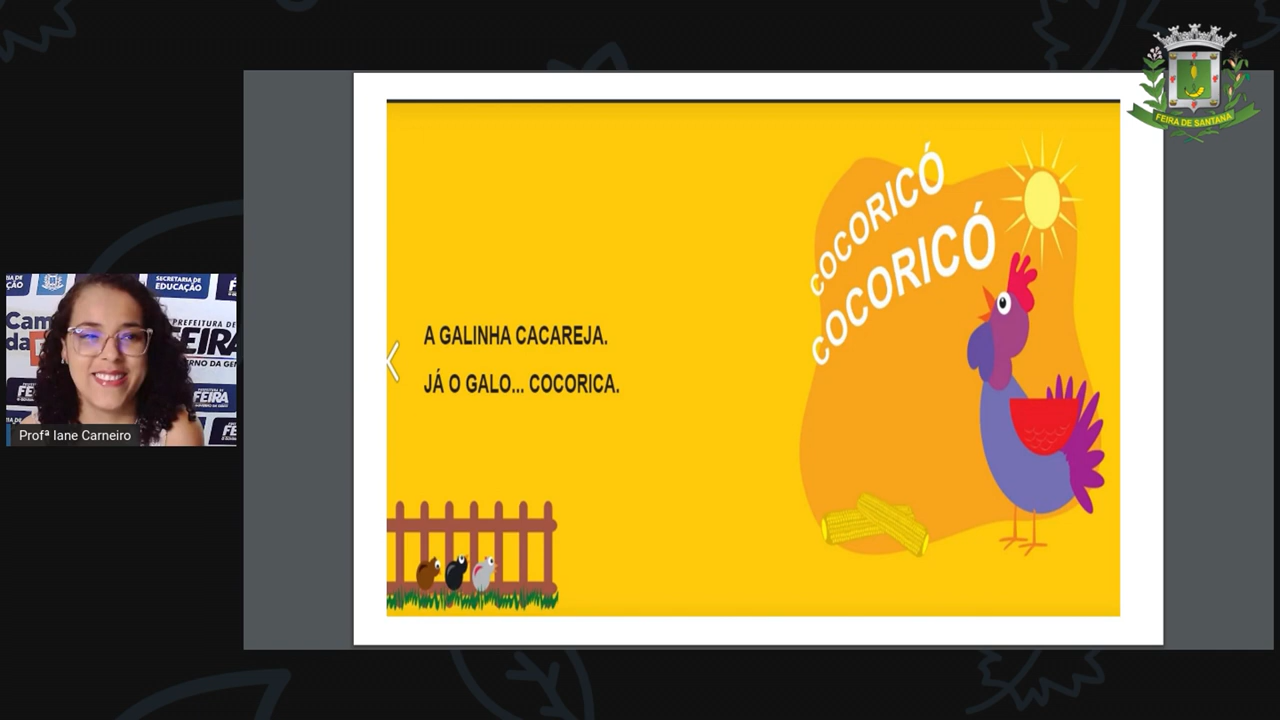 FEIRA DE SANTANA
COCORICÓ
COCORICÓ
A GALINHA CACAREJA.
JÁ O GALO... COCORICA.
SECRETARIA DE
EDUCAÇÃO
PREFEITURA DE
FEIRA
Profª Iane Carneiro